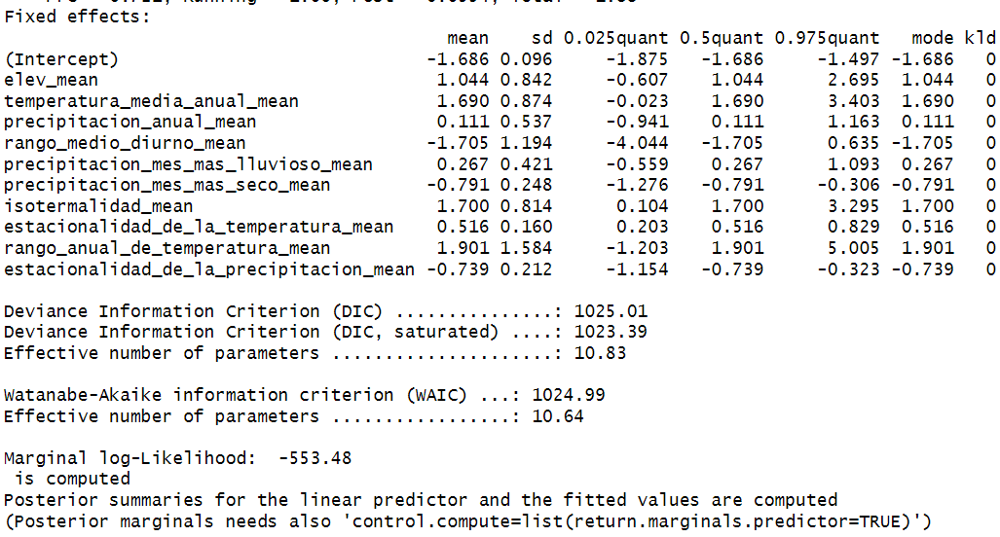 Fixed effects:
mean sd 0.025quant 0.5quant 0.975quant mode kld
(Intercept) -1.686 0.096 -1.875 -1.686 -1.497 -1.686 0
elev_mean 1.044 0.842 -0.607 1.044 2.695 1.044 0
temperatura_media_anual_mean 1.690 0.874 -0.023 1.690 3.403 1.690 0
precipitacion_anual_mean 0.111 0.537 -0.941 0.111 1.163 0.111 0
rango_medio_diurno_mean -1.705 1.194 -4.044 -1.705 0.635 -1.705 0
precipitacion_mes_mas_lluvioso_mean 0.267 0.421 -0.559 0.267 1.093 0.267 0
precipitacion_mes_mas_seco_mean -0.791 0.248 -1.276 -0.791 -0.306 -0.791 0
isotermalidad_mean 1.700 0.814 0.104 1.700 3.295 1.700 0
estacionalidad_de_la_temperatura_mean 0.516 0.160 0.203 0.516 0.829 0.516 0
rango_anual_de_temperatura_mean 1.901 1.584 -1.203 1.901 5.005 1.901 0
estacionalidad_de_la_precipitacion_mean -0.739 0.212 -1.154 -0.739 -0.323 -0.739 0
Deviance Information Criterion (DIC) ...............: 1025.01
Deviance Information Criterion (DIC, saturated) ....: 1023.39
Effective number of parameters .....................: 10.83
Watanabe-Akaike information criterion (WAIC) ...: 1024.99
Effective number of parameters .................: 10.64
Marginal log-Likelihood: -553.48
is computed
Posterior summaries for the linear predictor and the fitted values are computed
(Posterior marginals needs also 'control.compute=list(return.marginals.predictor=TRUE)')